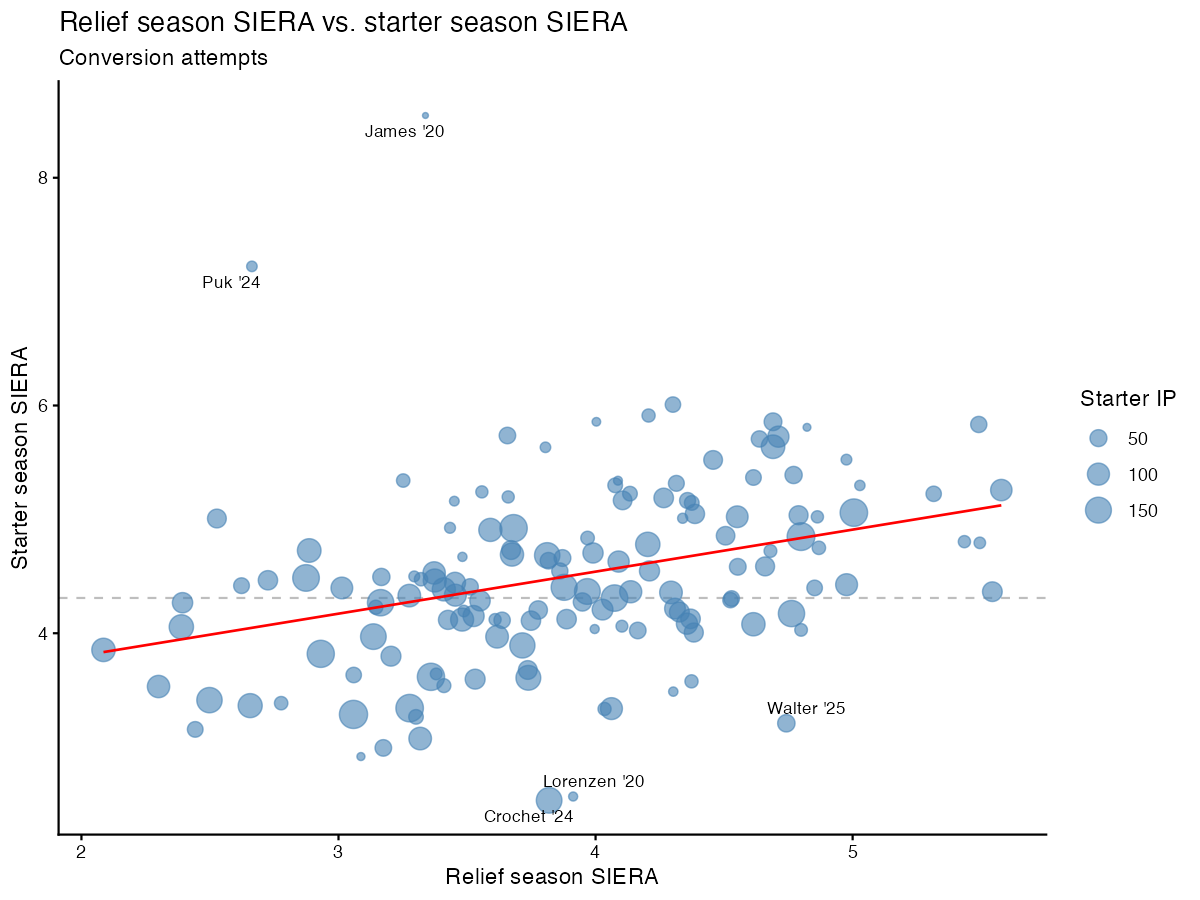 Relief season SIERA vs. starter season SIERA
Conversion attempts
James '20
8
Puk '24
6
Starter season SIERA
Starter IP
50
100
150
4
Walter '25
Lorenzen '20
Crochet '24
2
3
4
5
Relief season SIERA